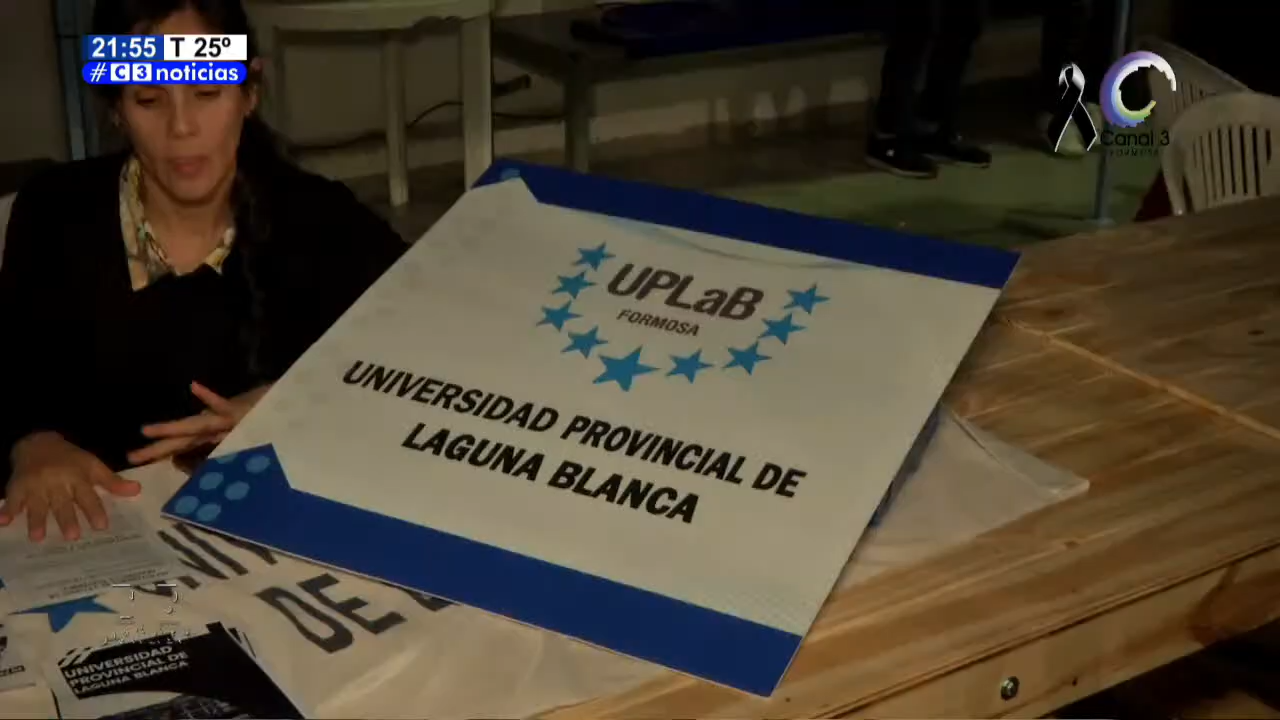 21:55 T 25º
#C3noticias
Canal 3
UPLaB
FORMOSA
UNIVERSIDAD PROVINCIAL DE
LAGUNA BLANCA
DE
UNIVERSIDAD
PROVINCIAL DE
LAGUNA BLANCA